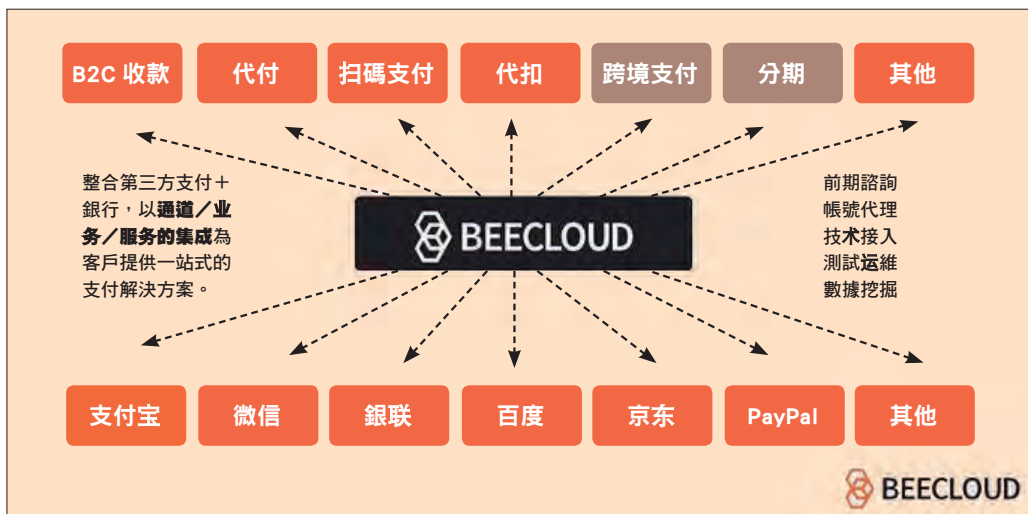 B2C 收款
代付
扫碼支付
代扣
跨境支付
分期
其他
整合第三方支付＋
銀行，以通道／业
务／服务的集成為
客戶提供一站式的
支付解決方案。
BEECLOUD
前期諮詢
帳號代理
技术接入
測試运維
數據挖掘
支付宝
微信
銀联
百度
京东
PayPal
其他
BEECLOUD